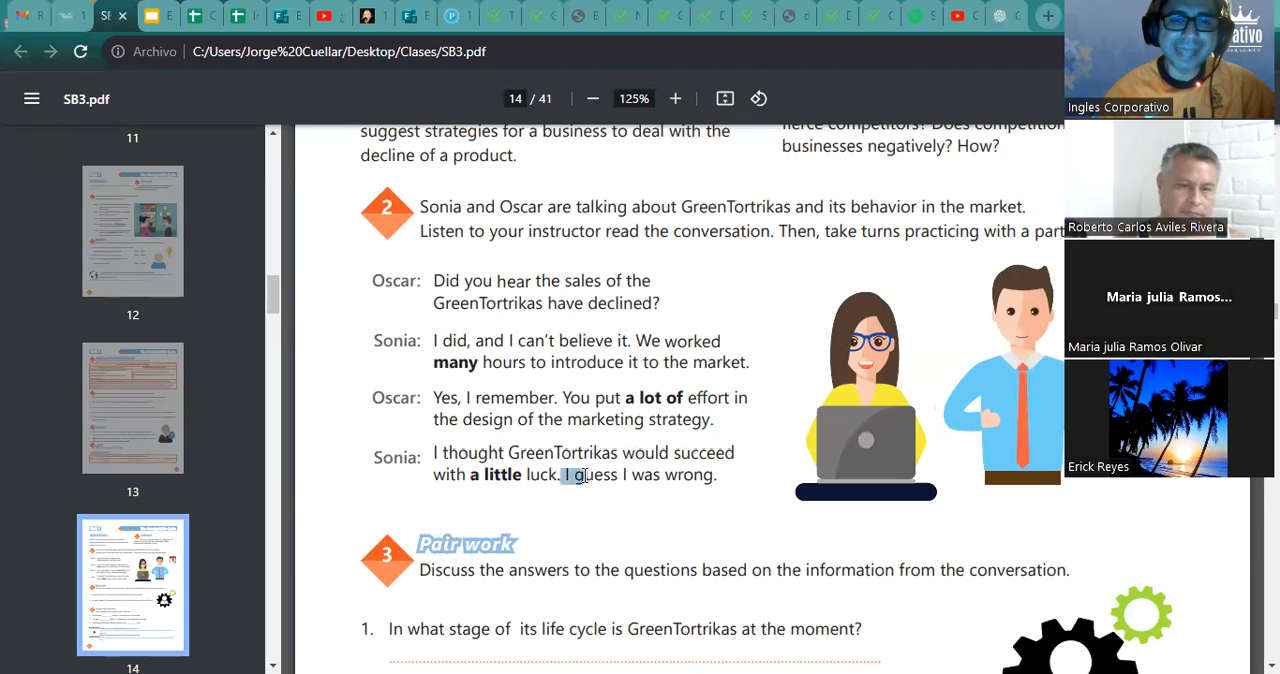 SB3.pdf
Archivo
C:/Users/Jorge%20Cuellar/Desktop/Clases/SB3.pdf
14 / 41
125%
11
12
13
14
suggest strategies for a business to deal with the
decline of a product.
fierce competitors? Does competition
businesses negatively? How?
2
Sonia and Oscar are talking about GreenTortrikas and its behavior in the market.
Listen to your instructor read the conversation. Then, take turns practicing with a part
Oscar: Did you hear the sales of the
GreenTortrikas have declined?
Sonia: I did, and I can't believe it. We worked
many hours to introduce it to the market.
Oscar: Yes, I remember. You put a lot of effort in
the design of the marketing strategy.
Sonia: I thought GreenTortrikas would succeed
with a little luck. I guess I was wrong.
3
Pair work
Discuss the answers to the questions based on the information from the conversation.
1. In what stage of its life cycle is GreenTortrikas at the moment?
Ingles Corporativo
Roberto Carlos Aviles Rivera
Maria julia Ramos...
Maria julia Ramos Olivar
Erick Reyes